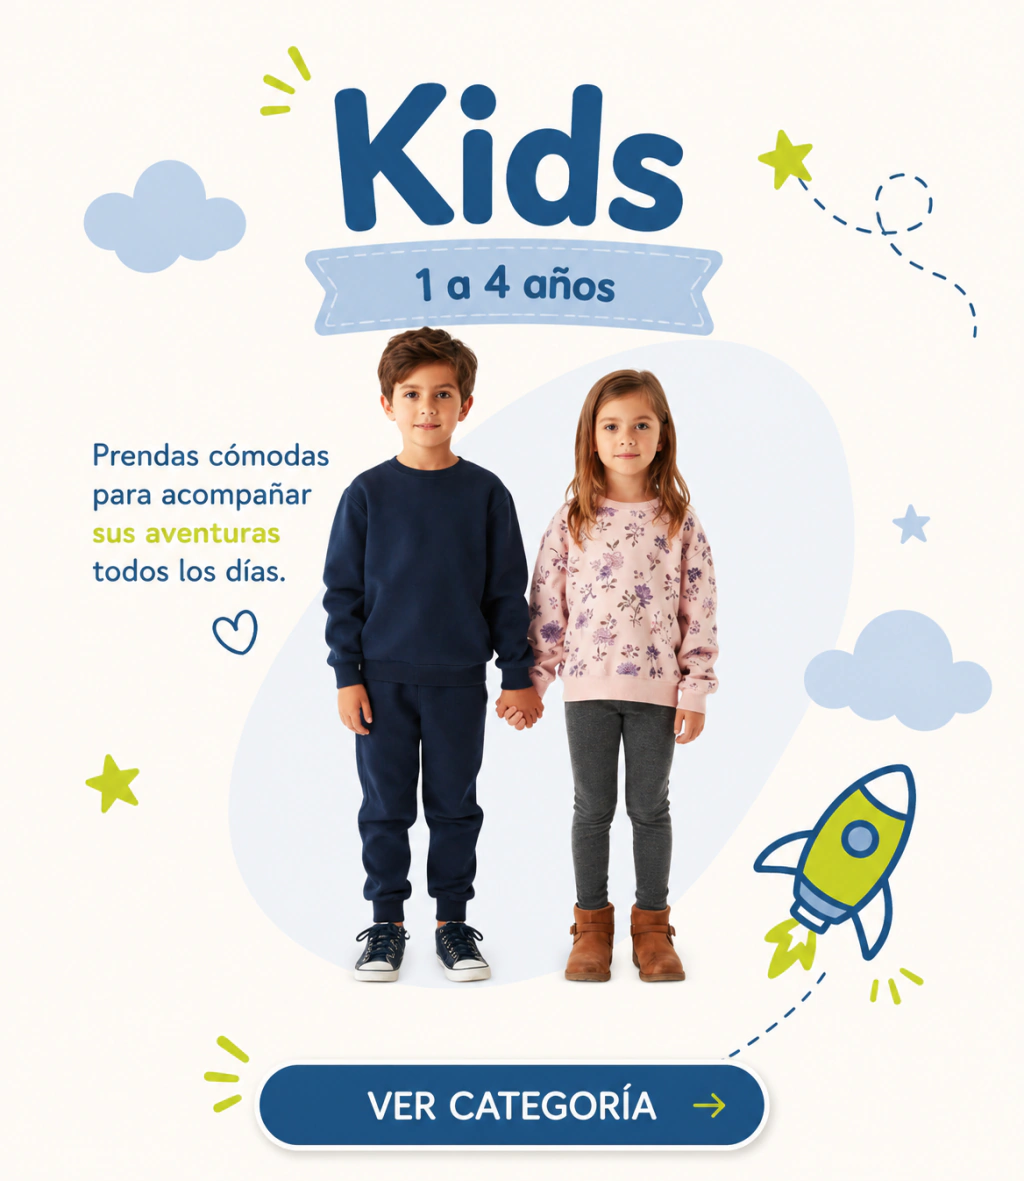 Kids
1 a 4 años
Prendas cómodas
para acompañar
sus aventuras
todos los días.
VER CATEGORÍA →